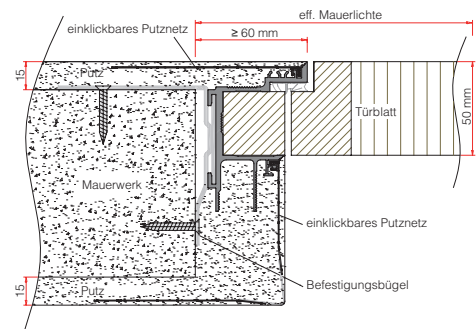 eff. Mauerlichte
einklickbares Putznetz
≥ 60 mm
15
Putz
50 mm
Türblatt
Mauerwerk
einklickbares Putznetz
Befestigungsbügel
15
Putz